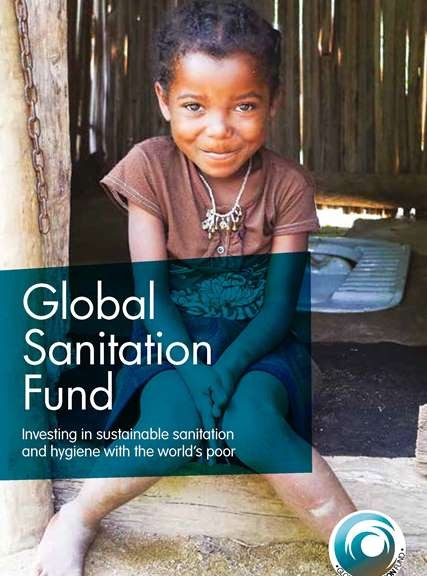 Global
Sanitation
Fund
Investing in sustainable sanitation
and hygiene with the world's poor